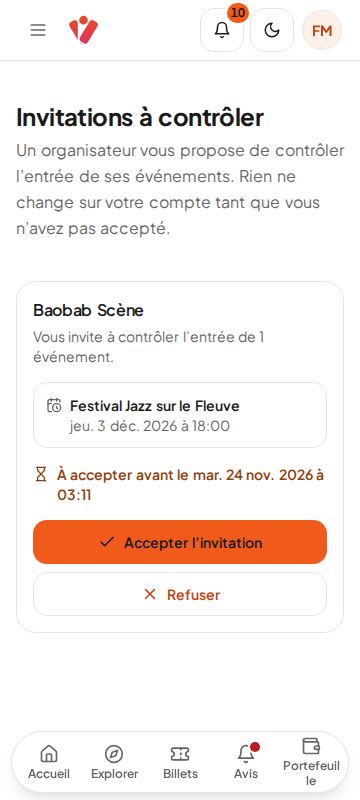 10
FM
Invitations à contrôler
Un organisateur vous propose de contrôler
l'entrée de ses événements. Rien ne
change sur votre compte tant que vous
n'avez pas accepté.
Baobab Scène
Vous invite à contrôler l'entrée de 1
événement.
Festival Jazz sur le Fleuve
jeu. 3 déc. 2026 à 18:00
À accepter avant le mar. 24 nov. 2026 à
03:11
Accepter l'invitation
Refuser
Accueil
Explorer
Billets
Avis
Portefeuil
le